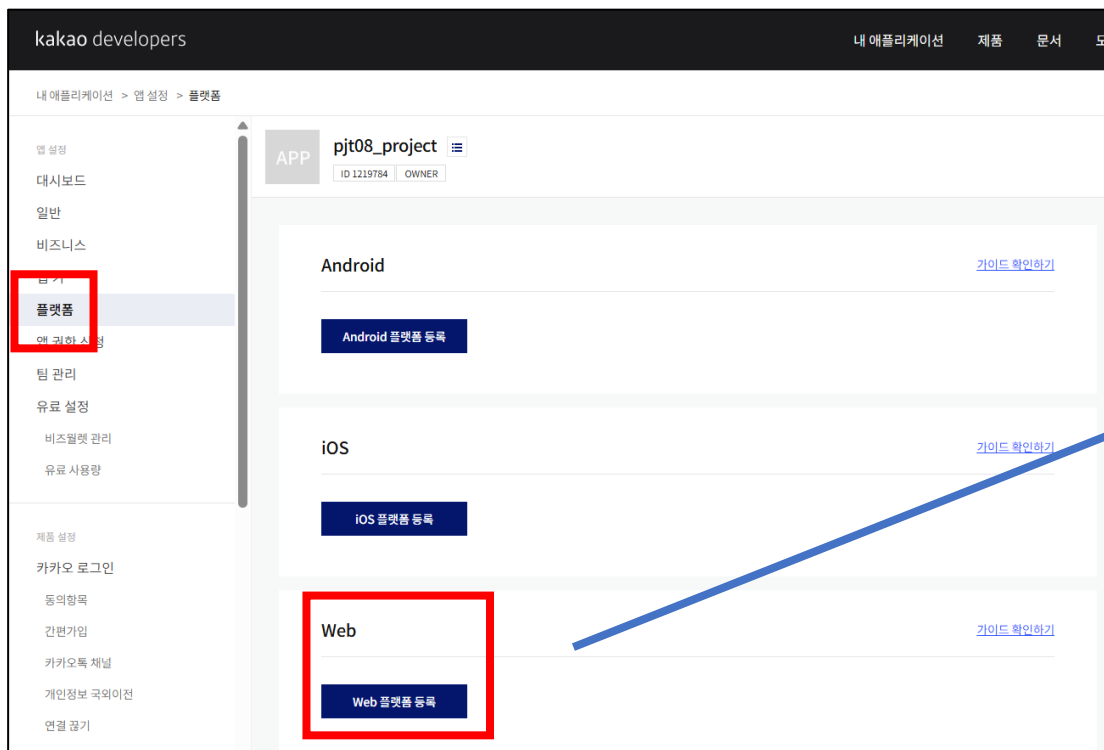 kakao developers
내 애플리케이션 제품 문서
내 애플리케이션 > 앱 설정 > 플랫폼
앱 설정
대시보드
일반
비즈니스
플랫폼
앱 권한 설정
팀 관리
유료 설정
비즈월렛 관리
유료 사용량
제품 설정
카카오 로그인
동의항목
간편가입
카카오톡 채널
개인정보 국외이전
연결 끊기
APP
pjt08_project
ID 1219784 OWNER
Android
가이드 확인하기
Android 플랫폼 등록
iOS
가이드 확인하기
iOS 플랫폼 등록
Web
가이드 확인하기
Web 플랫폼 등록